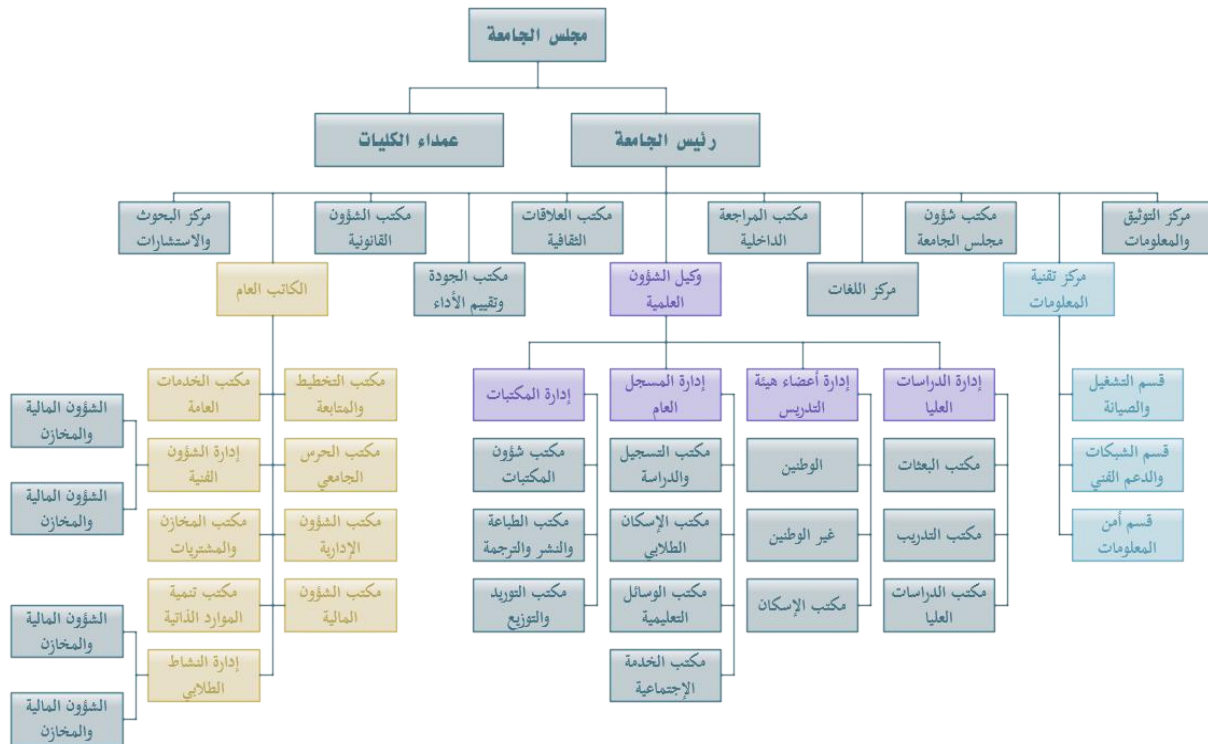 مجلس الجامعة
رئيس الجامعة
عمداء الكليات
مركز التوثيق
والمعلومات
مكتب شؤون
مجلس الجامعة
مكتب المراجعة
الداخلية
مكتب العلاقات
الثقافية
مكتب الشؤون
القانونية
مركز البحوث
والاستشارات
مركز تقنية
المعلومات
مركز اللغات
وكيل الشؤون
العلمية
مكتب الجودة
وتقييم الأداء
الكاتب العام
قسم التشغيل
والصيانة
قسم الشبكات
والدعم الفني
قسم أمن
المعلومات
إدارة الدراسات
العليا
مكتب البعثات
مكتب التدريب
مكتب الدراسات
العليا
إدارة أعضاء هيئة
التدريس
الوطنين
غير الوطنين
مكتب الإسكان
إدارة المسجل
العام
مكتب التسجيل
والدراسة
مكتب الإسكان
الطلابي
مكتب الوسائل
التعليمية
مكتب الخدمة
الإجتماعية
إدارة المكتبات
مكتب شؤون
المكتبات
مكتب الطباعة
والنشر والترجمة
مكتب التوريد
والتوزيع
مكتب التخطيط
والمتابعة
مكتب الحرس
الجامعي
مكتب الشؤون
الإدارية
مكتب الشؤون
المالية
مكتب الخدمات
العامة
إدارة الشؤون
الفنية
مكتب المخازن
والمشتريات
مكتب تنمية
الموارد الذاتية
إدارة النشاط
الطلابي
الشؤون المالية
والمخازن
الشؤون المالية
والمخازن
الشؤون المالية
والمخازن
الشؤون المالية
والمخازن